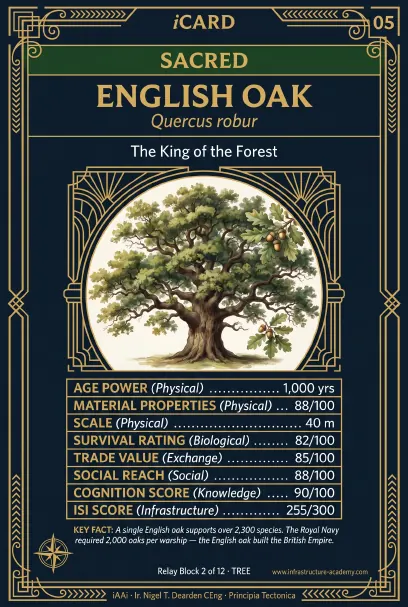 iCARD
05
SACRED
ENGLISH OAK
Quercus robur
The King of the Forest
AGE POWER (Physical) ................ 1,000 yrs
MATERIAL PROPERTIES (Physical) ... 88/100
SCALE (Physical) .............................. 40 m
SURVIVAL RATING (Biological) ........ 82/100
TRADE VALUE (Exchange) .............. 85/100
SOCIAL REACH (Social) .................. 88/100
COGNITION SCORE (Knowledge) ..... 90/100
ISI SCORE (Infrastructure) ............. 255/300
KEY FACT: A single English oak supports over 2,300 species. The Royal Navy
required 2,000 oaks per warship — the English oak built the British Empire.
Relay Block 2 of 12 · TREE
www.infrastructure-academy.com
iAAi · Ir. Nigel T. Dearden CEng · Principia Tectonica